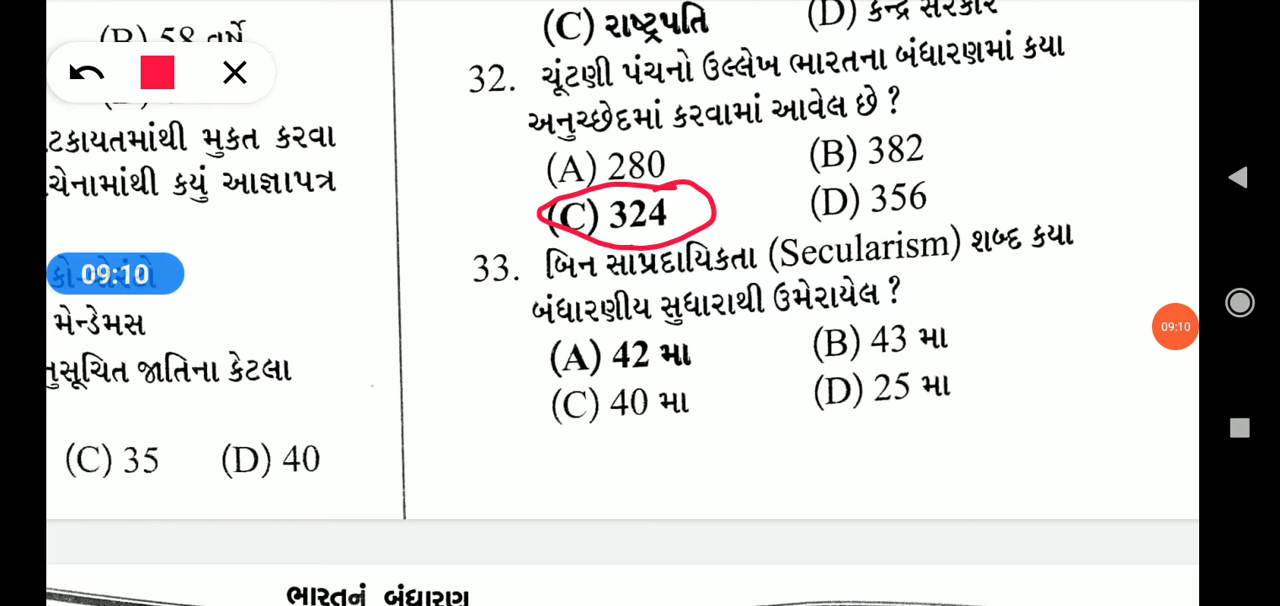 (B) 58 વર્ષે
ટકાયતમાંથી મુકત કરવા
ચેનામાંથી કયું આજ્ઞાપત્ર
09:10
મેન્ડેમસ
નુસૂચિત જાતિના કેટલા
(C) 35 (D) 40
(C) રાષ્ટ્રપતિ (D) કેન્દ્ર સરકાર
32. ચૂંટણી પંચનો ઉલ્લેખ ભારતના બંધારણમાં કયા
અનુચ્છેદમાં કરવામાં આવેલ છે ?
(A) 280 (B) 382
(C) 324 (D) 356
33. બિન સાંપ્રદાયિકતા (Secularism) શબ્દ કયા
બંધારણીય સુધારાથી ઉમેરાયેલ ?
(A) 42 મા (B) 43 મા
(C) 40 મા (D) 25 મા
09:10
ભારતનું બંધારણ